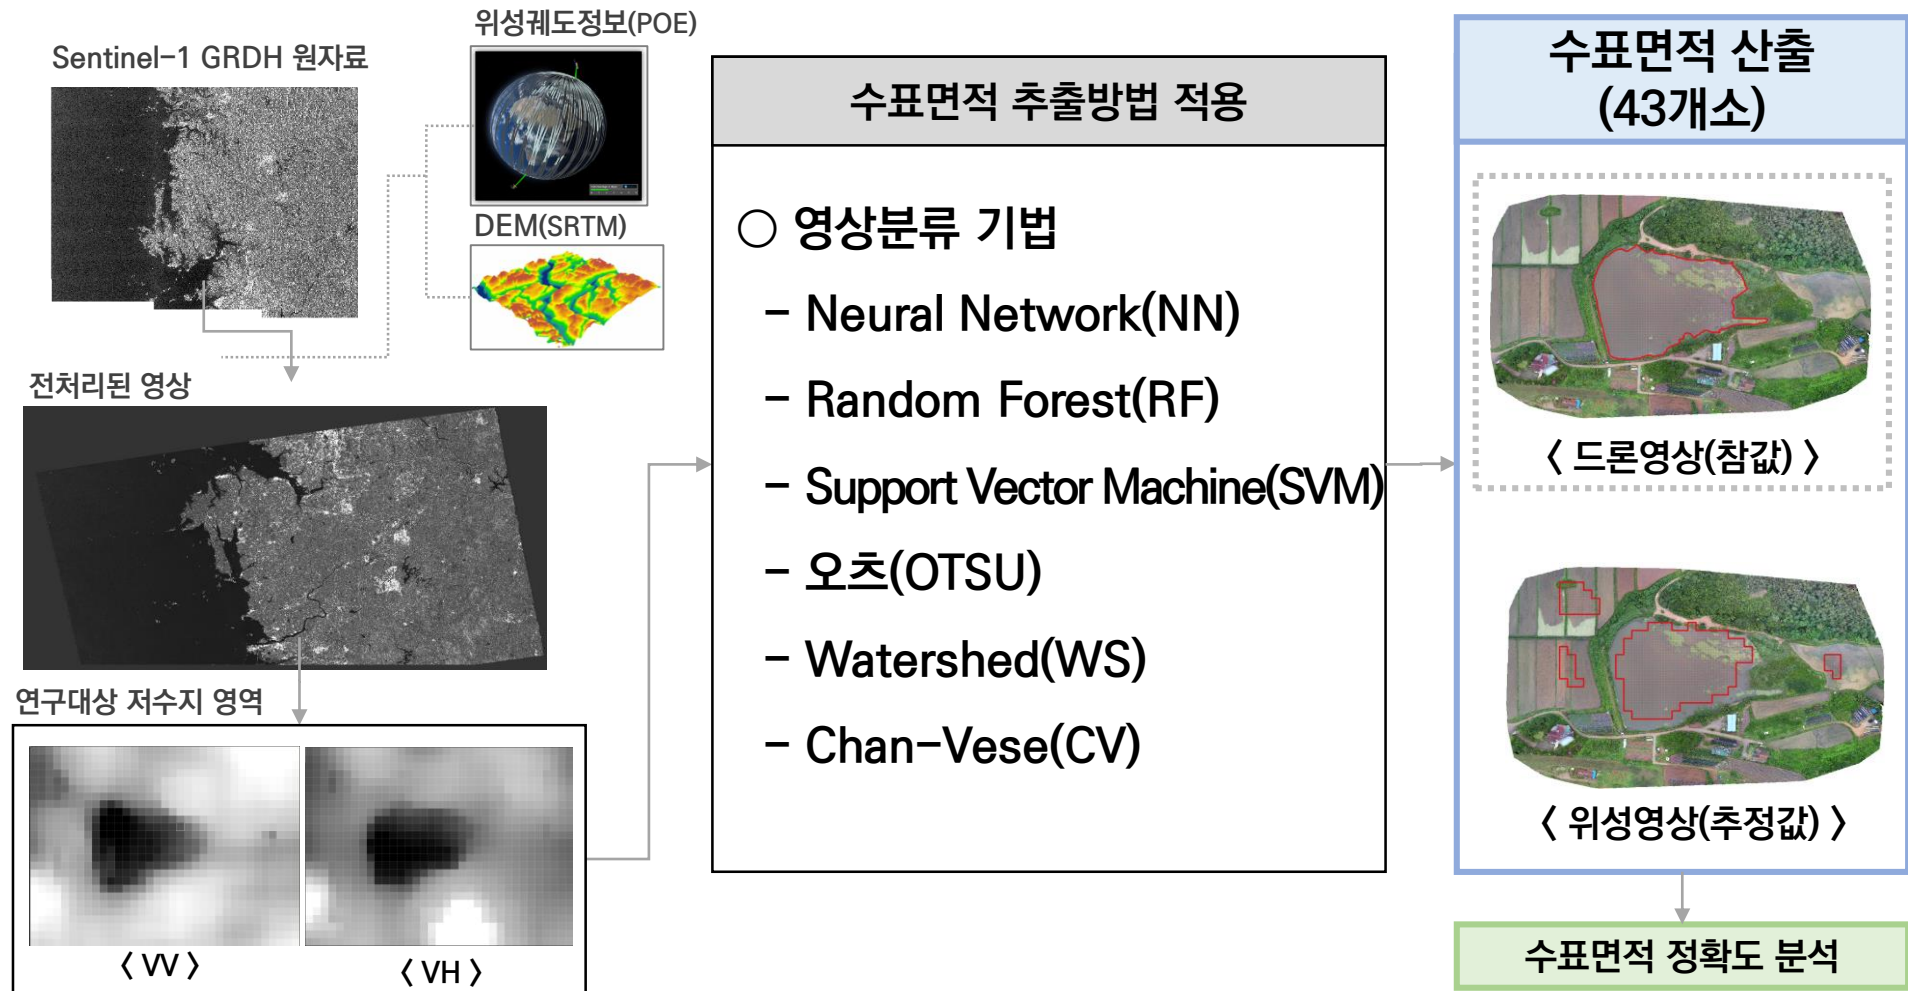 위성궤도정보(POE)
Sentinel-1 GRDH 원자료
DEM(SRTM)
전처리된 영상
연구대상 저수지 영역
〈 VV 〉
〈 VH 〉
수표면적 추출방법 적용
○ 영상분류 기법
- Neural Network(NN)
- Random Forest(RF)
- Support Vector Machine(SVM)
- 오츠(OTSU)
- Watershed(WS)
- Chan-Vese(CV)
수표면적 산출
(43개소)
〈 드론영상(참값) 〉
〈 위성영상(추정값) 〉
수표면적 정확도 분석